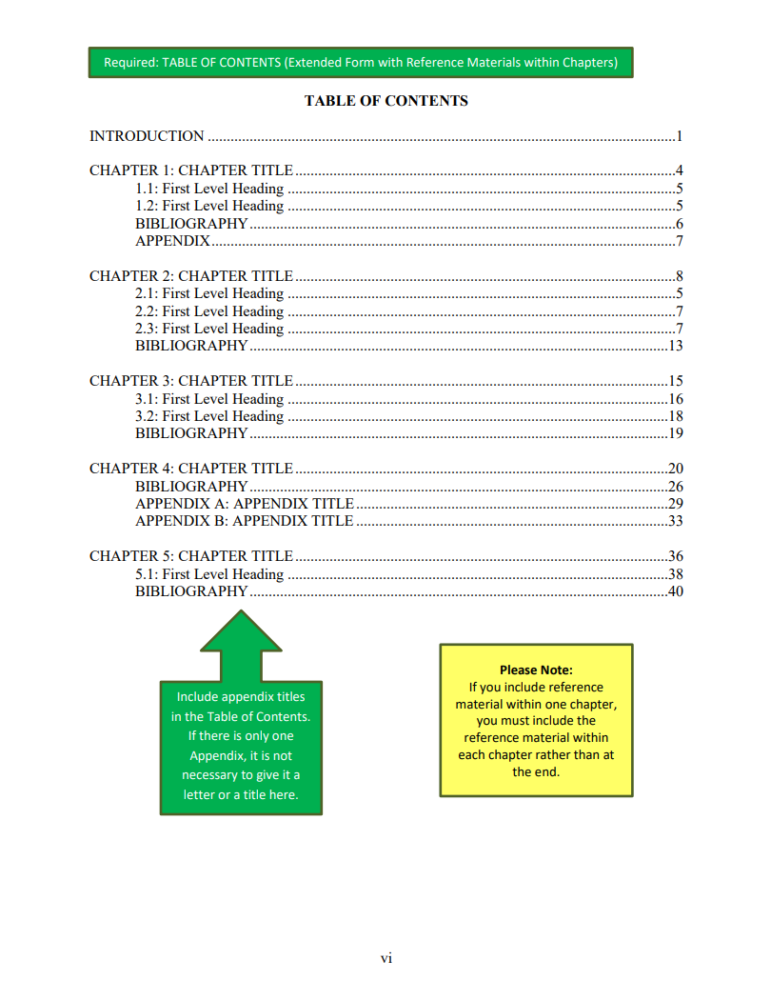 Required: TABLE OF CONTENTS (Extended Form with Reference Materials within Chapters)
TABLE OF CONTENTS
INTRODUCTION ...........................................................................................................................1
CHAPTER 1: CHAPTER TITLE....................................................................................................4
1.1: First Level Heading ......................................................................................................5
1.2: First Level Heading ......................................................................................................5
BIBLIOGRAPHY................................................................................................................6
APPENDIX..........................................................................................................................7
CHAPTER 2: CHAPTER TITLE....................................................................................................8
2.1: First Level Heading ......................................................................................................5
2.2: First Level Heading ......................................................................................................7
2.3: First Level Heading ......................................................................................................7
BIBLIOGRAPHY..............................................................................................................13
CHAPTER 3: CHAPTER TITLE..................................................................................................15
3.1: First Level Heading ....................................................................................................16
3.2: First Level Heading ....................................................................................................18
BIBLIOGRAPHY..............................................................................................................19
CHAPTER 4: CHAPTER TITLE..................................................................................................20
BIBLIOGRAPHY..............................................................................................................26
APPENDIX A: APPENDIX TITLE..................................................................................29
APPENDIX B: APPENDIX TITLE..................................................................................33
CHAPTER 5: CHAPTER TITLE..................................................................................................36
5.1: First Level Heading ....................................................................................................38
BIBLIOGRAPHY..............................................................................................................40
Include appendix titles
in the Table of Contents.
If there is only one
Appendix, it is not
necessary to give it a
letter or a title here.
Please Note:
If you include reference
material within one chapter,
you must include the
reference material within
each chapter rather than at
the end.
vi